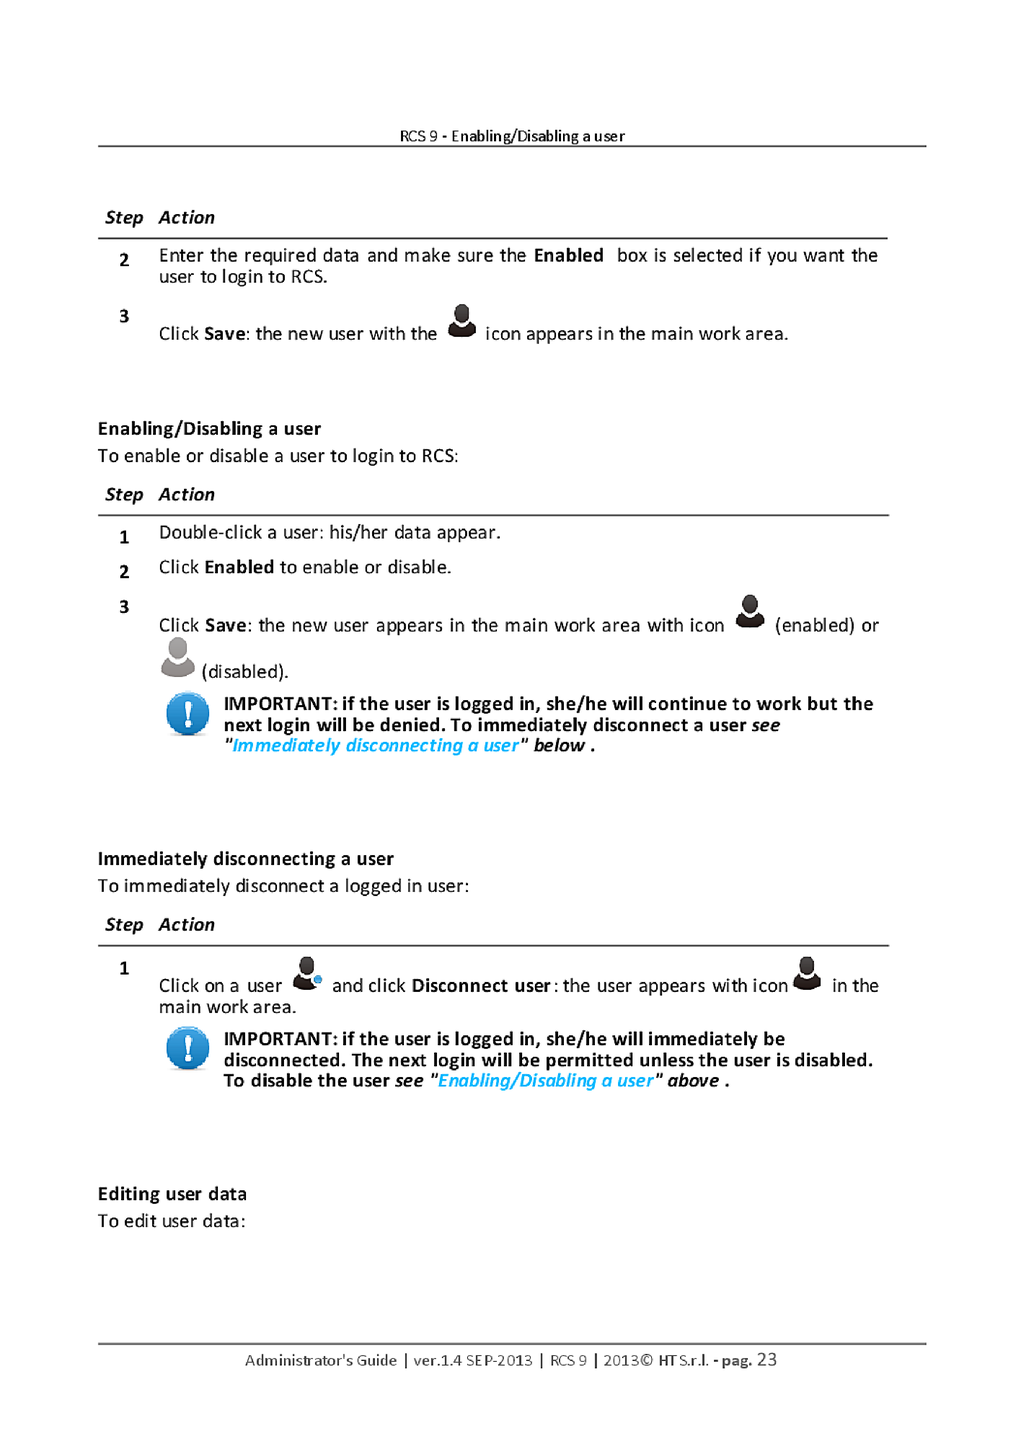 RCS 9 - Enabling/Disabling a user
Step Action
2 Enter the required data and make sure the Enabled box is selected if you want the
user to login to RCS.
3
Click Save: the new user with the icon appears in the main work area.
Enabling/Disabling a user
To enable or disable a user to login to RCS:
Step Action
1 Double-click a user: his/her data appear.
2 Click Enabled to enable or disable.
3
Click Save: the new user appears in the main work area with icon (enabled) or
(disabled).
IMPORTANT: if the user is logged in, she/he will continue to work but the
next login will be denied. To immediately disconnect a user see
"Immediately disconnecting a user" below .
Immediately disconnecting a user
To immediately disconnect a logged in user:
Step Action
1
Click on a user and click Disconnect user: the user appears with icon in the
main work area.
IMPORTANT: if the user is logged in, she/he will immediately be
disconnected. The next login will be permitted unless the user is disabled.
To disable the user see "Enabling/Disabling a user" above .
Editing user data
To edit user data:
Administrator's Guide | ver.1.4 SEP-2013 | RCS 9 | 2013© HT S.r.l. - pag. 23